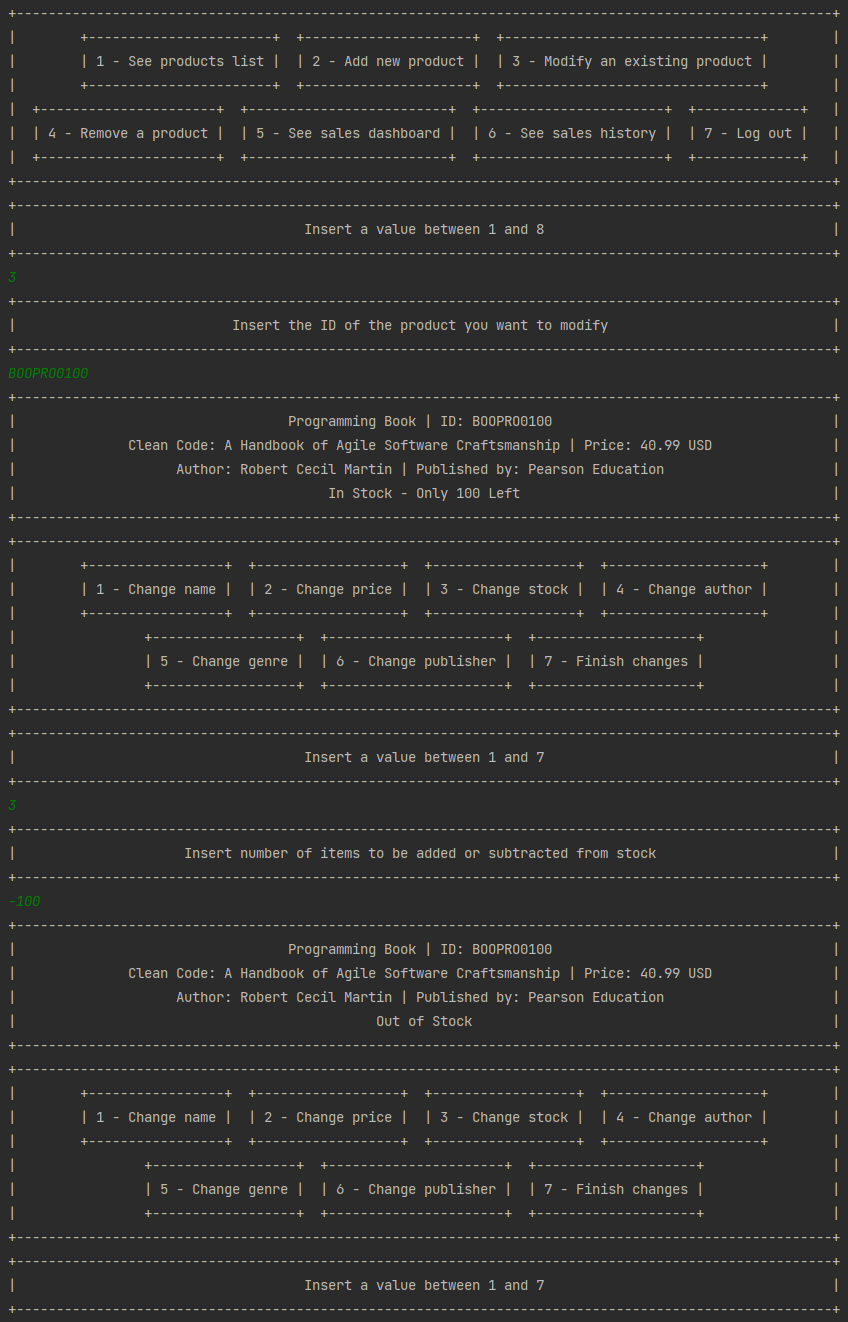 1 - See products list | 2 - Add new product | 3 - Modify an existing product
4 - Remove a product | 5 - See sales dashboard | 6 - See sales history | 7 - Log out
Insert a value between 1 and 8
3
Insert the ID of the product you want to modify
BOOPRO0100
Programming Book | ID: BOOPRO0100
Clean Code: A Handbook of Agile Software Craftsmanship | Price: 40.99 USD
Author: Robert Cecil Martin | Published by: Pearson Education
In Stock - Only 100 Left
1 - Change name | 2 - Change price | 3 - Change stock | 4 - Change author
5 - Change genre | 6 - Change publisher | 7 - Finish changes
Insert a value between 1 and 7
3
Insert number of items to be added or subtracted from stock
-100
Programming Book | ID: BOOPRO0100
Clean Code: A Handbook of Agile Software Craftsmanship | Price: 40.99 USD
Author: Robert Cecil Martin | Published by: Pearson Education
Out of Stock
1 - Change name | 2 - Change price | 3 - Change stock | 4 - Change author
5 - Change genre | 6 - Change publisher | 7 - Finish changes
Insert a value between 1 and 7